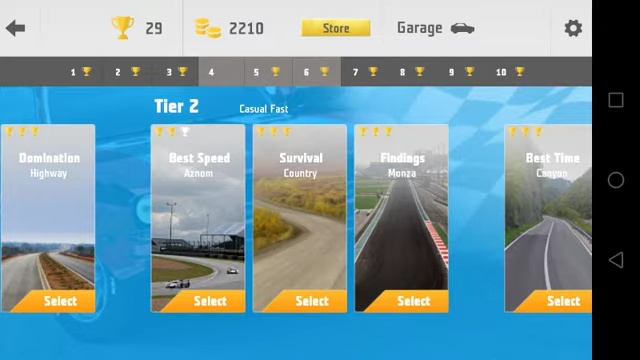 29
2210
Store
Garage
1 2 3 4 5 6 7 8 9 10
Tier 2
Casual Fast
Domination
Highway
Select
Best Speed
Aznom
Select
Survival
Country
Select
Findings
Monza
Select
Best Time
Canyon
Select